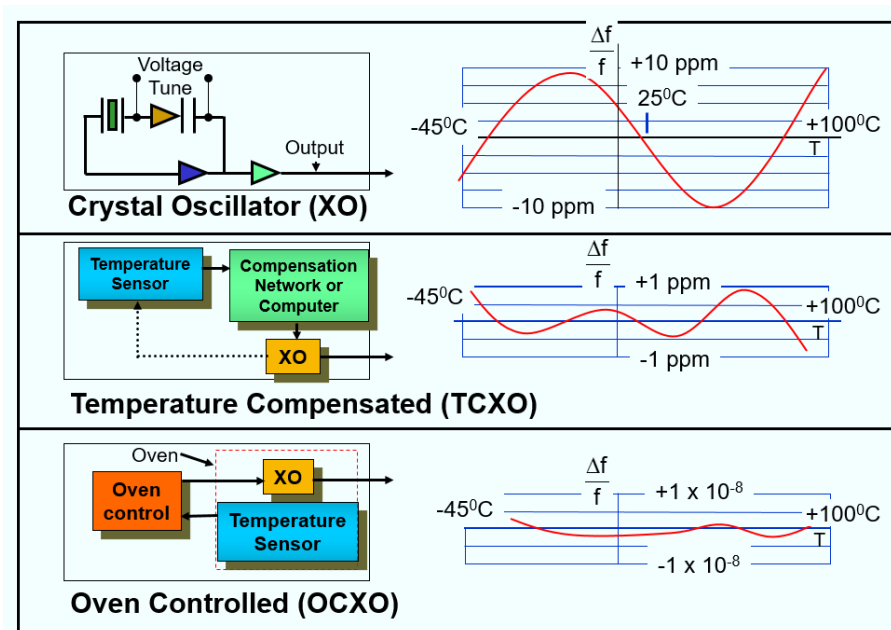 Voltage
Tune
Output
Crystal Oscillator (XO)
Δf
f
+10 ppm
25⁰C
-45⁰C
+100⁰C
T
-10 ppm
Temperature
Sensor
Compensation
Network or
Computer
XO
Temperature Compensated (TCXO)
Δf
f
+1 ppm
-45⁰C
+100⁰C
T
-1 ppm
Oven
Oven
control
XO
Temperature
Sensor
Oven Controlled (OCXO)
Δf
f
+1 x 10⁻⁸
-45⁰C
+100⁰C
T
-1 x 10⁻⁸